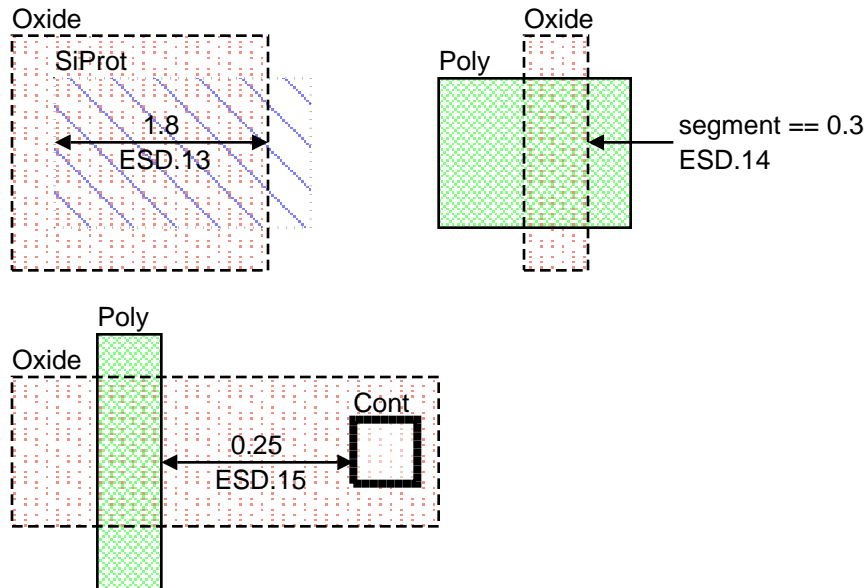 Oxide
SiProt
1.8
ESD.13
Oxide
Poly
segment == 0.3
ESD.14
Poly
Oxide
Cont
0.25
ESD.15